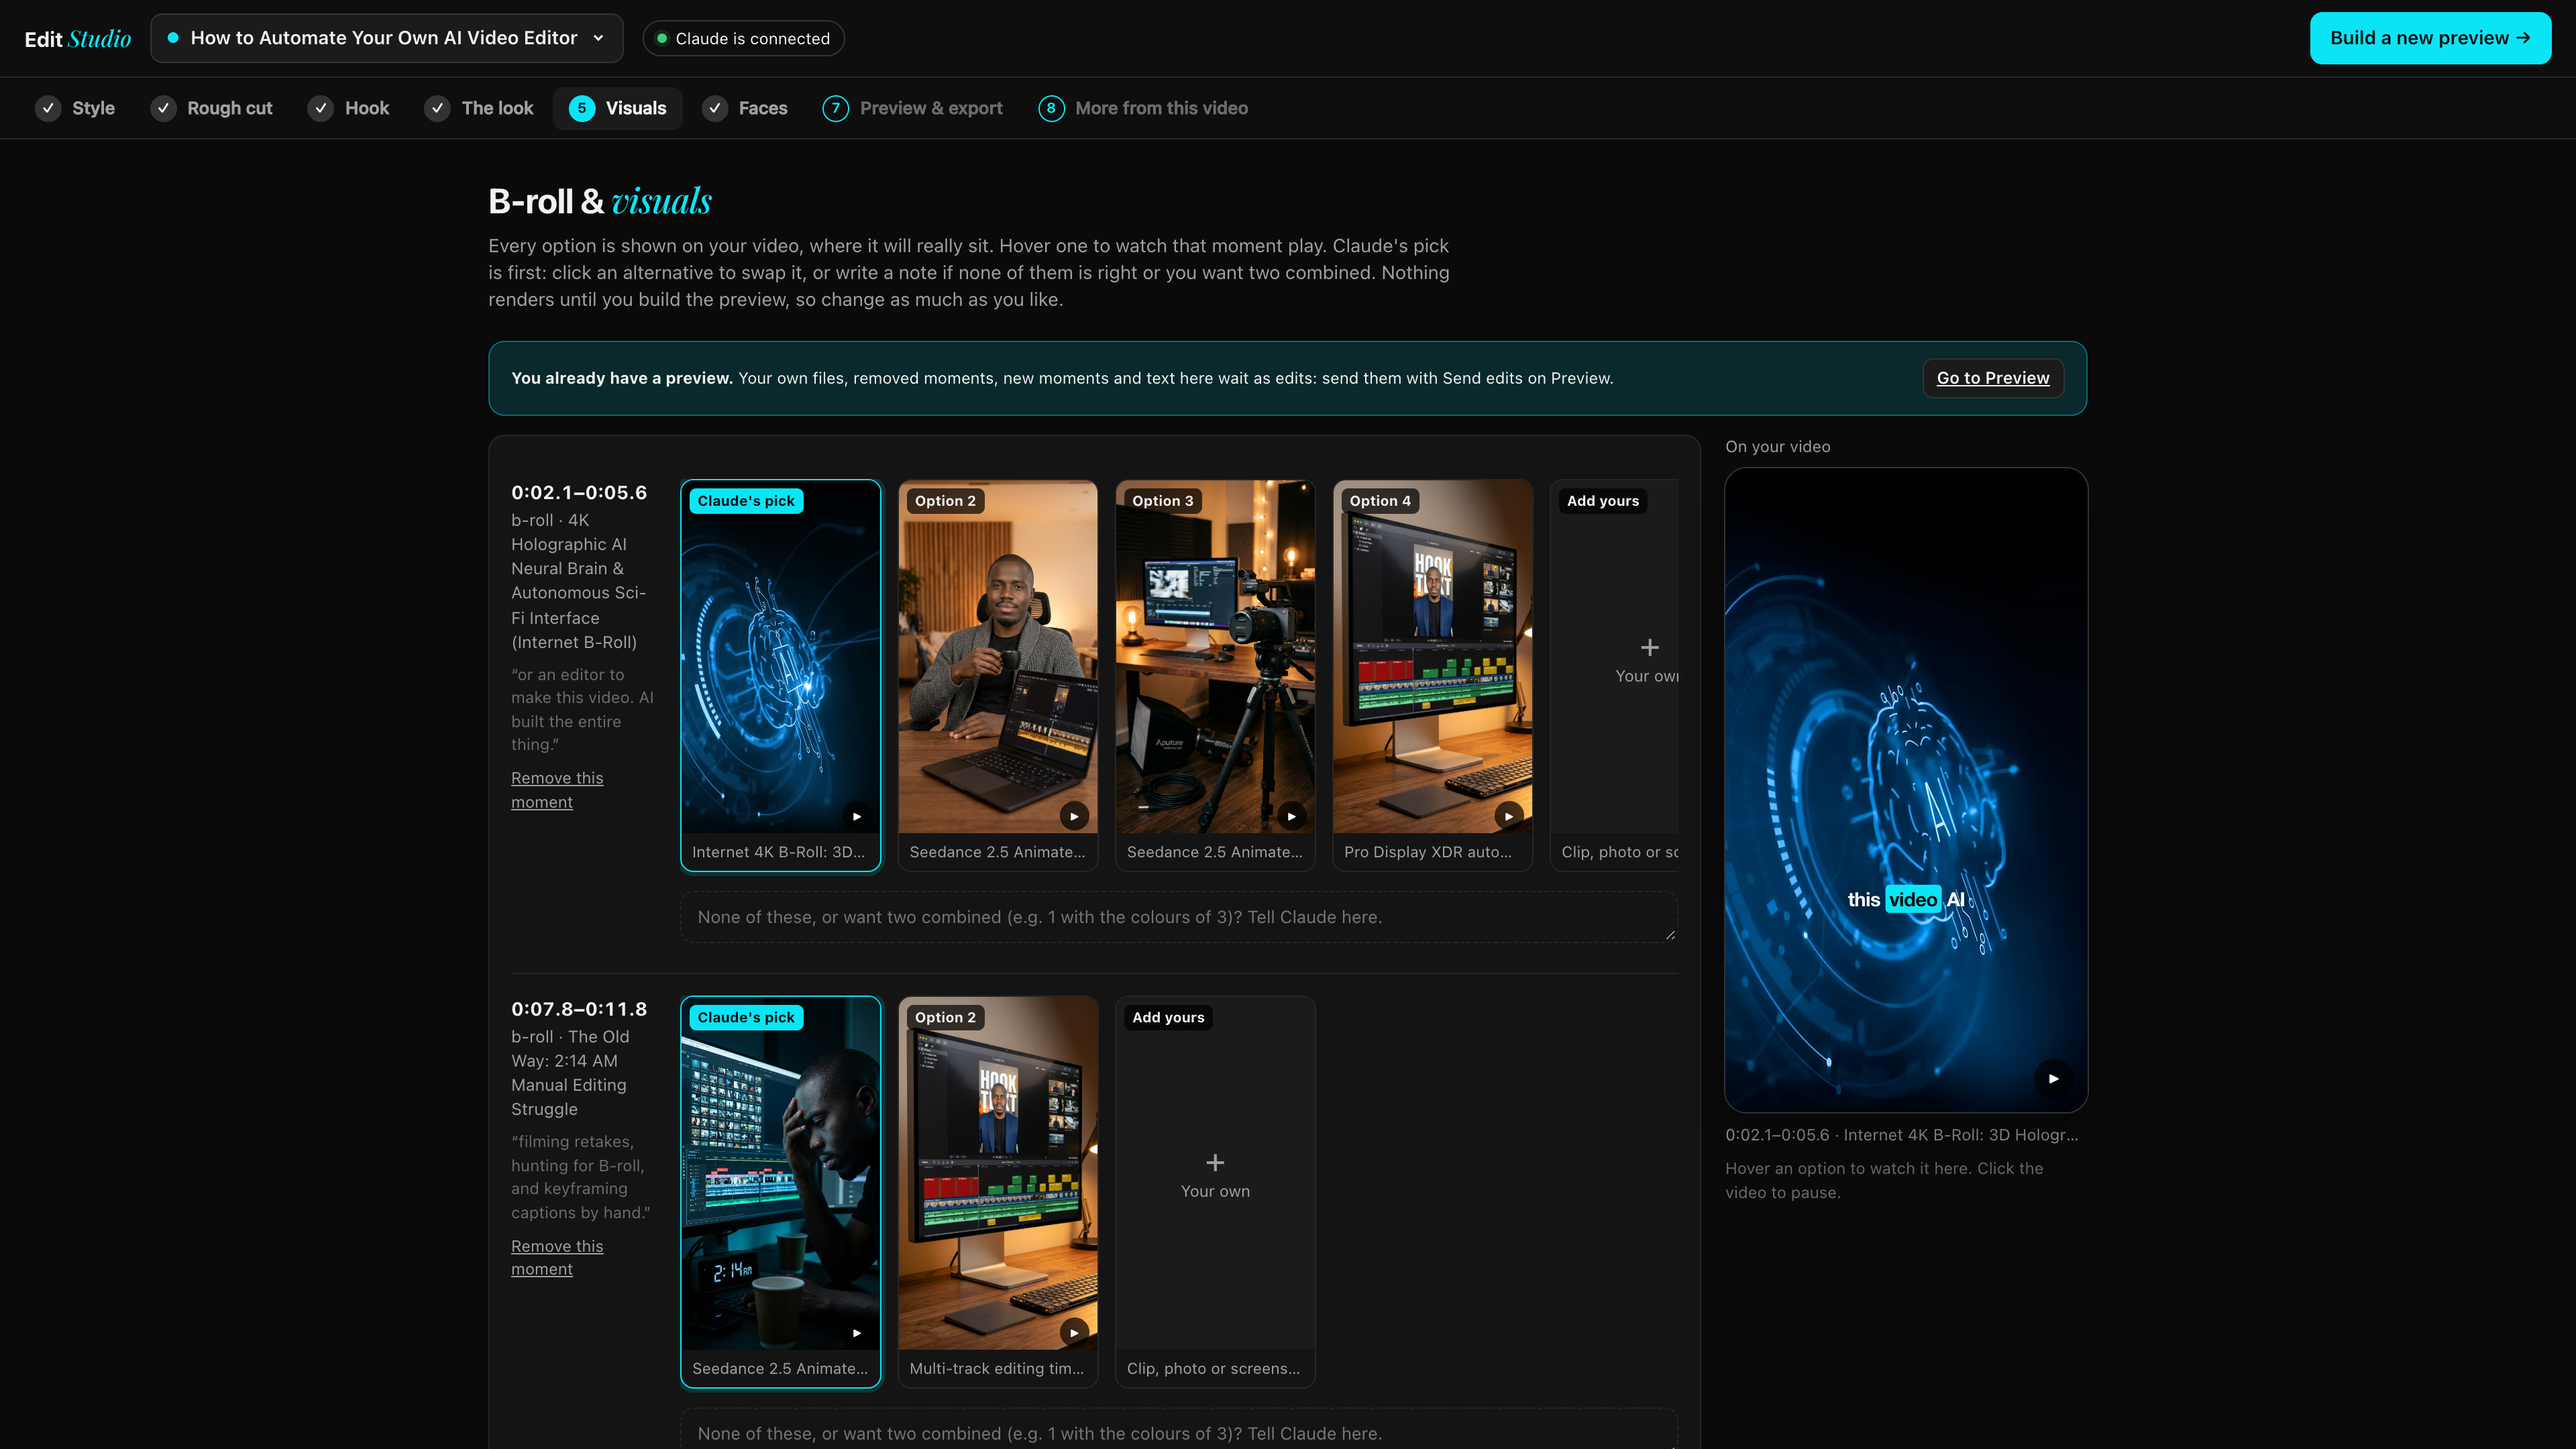 Edit Studio
How to Automate Your Own AI Video Editor
Claude is connected
Build a new preview →
Style
Rough cut
Hook
The look
5 Visuals
Faces
7 Preview & export
8 More from this video
B-roll & visuals
Every option is shown on your video, where it will really sit. Hover one to watch that moment play. Claude's pick
is first: click an alternative to swap it, or write a note if none of them is right or you want two combined. Nothing
renders until you build the preview, so change as much as you like.
You already have a preview. Your own files, removed moments, new moments and text here wait as edits: send them with Send edits on Preview.
Go to Preview
0:02.1–0:05.6
b-roll · 4K
Holographic AI
Neural Brain &
Autonomous Sci-
Fi Interface
(Internet B-Roll)
“or an editor to
make this video. AI
built the entire
thing.”
Remove this
moment
Claude's pick
AI
Internet 4K B-Roll: 3D...
Option 2
Seedance 2.5 Animate...
Option 3
Aputure
Seedance 2.5 Animate...
Option 4
HOOK
TEXT
Pro Display XDR auto...
Add yours
+
Your own
Clip, photo or sc
None of these, or want two combined (e.g. 1 with the colours of 3)? Tell Claude here.
On your video
AI
this video AI
0:02.1–0:05.6 · Internet 4K B-Roll: 3D Hologr...
Hover an option to watch it here. Click the
video to pause.
0:07.8–0:11.8
b-roll · The Old
Way: 2:14 AM
Manual Editing
Struggle
“filming retakes,
hunting for B-roll,
and keyframing
captions by hand.”
Remove this
moment
Claude's pick
2:14 AM
Seedance 2.5 Animate...
Option 2
HOOK
TEXT
Multi-track editing tim...
Add yours
+
Your own
Clip, photo or screens...
None of these, or want two combined (e.g. 1 with the colours of 3)? Tell Claude here.